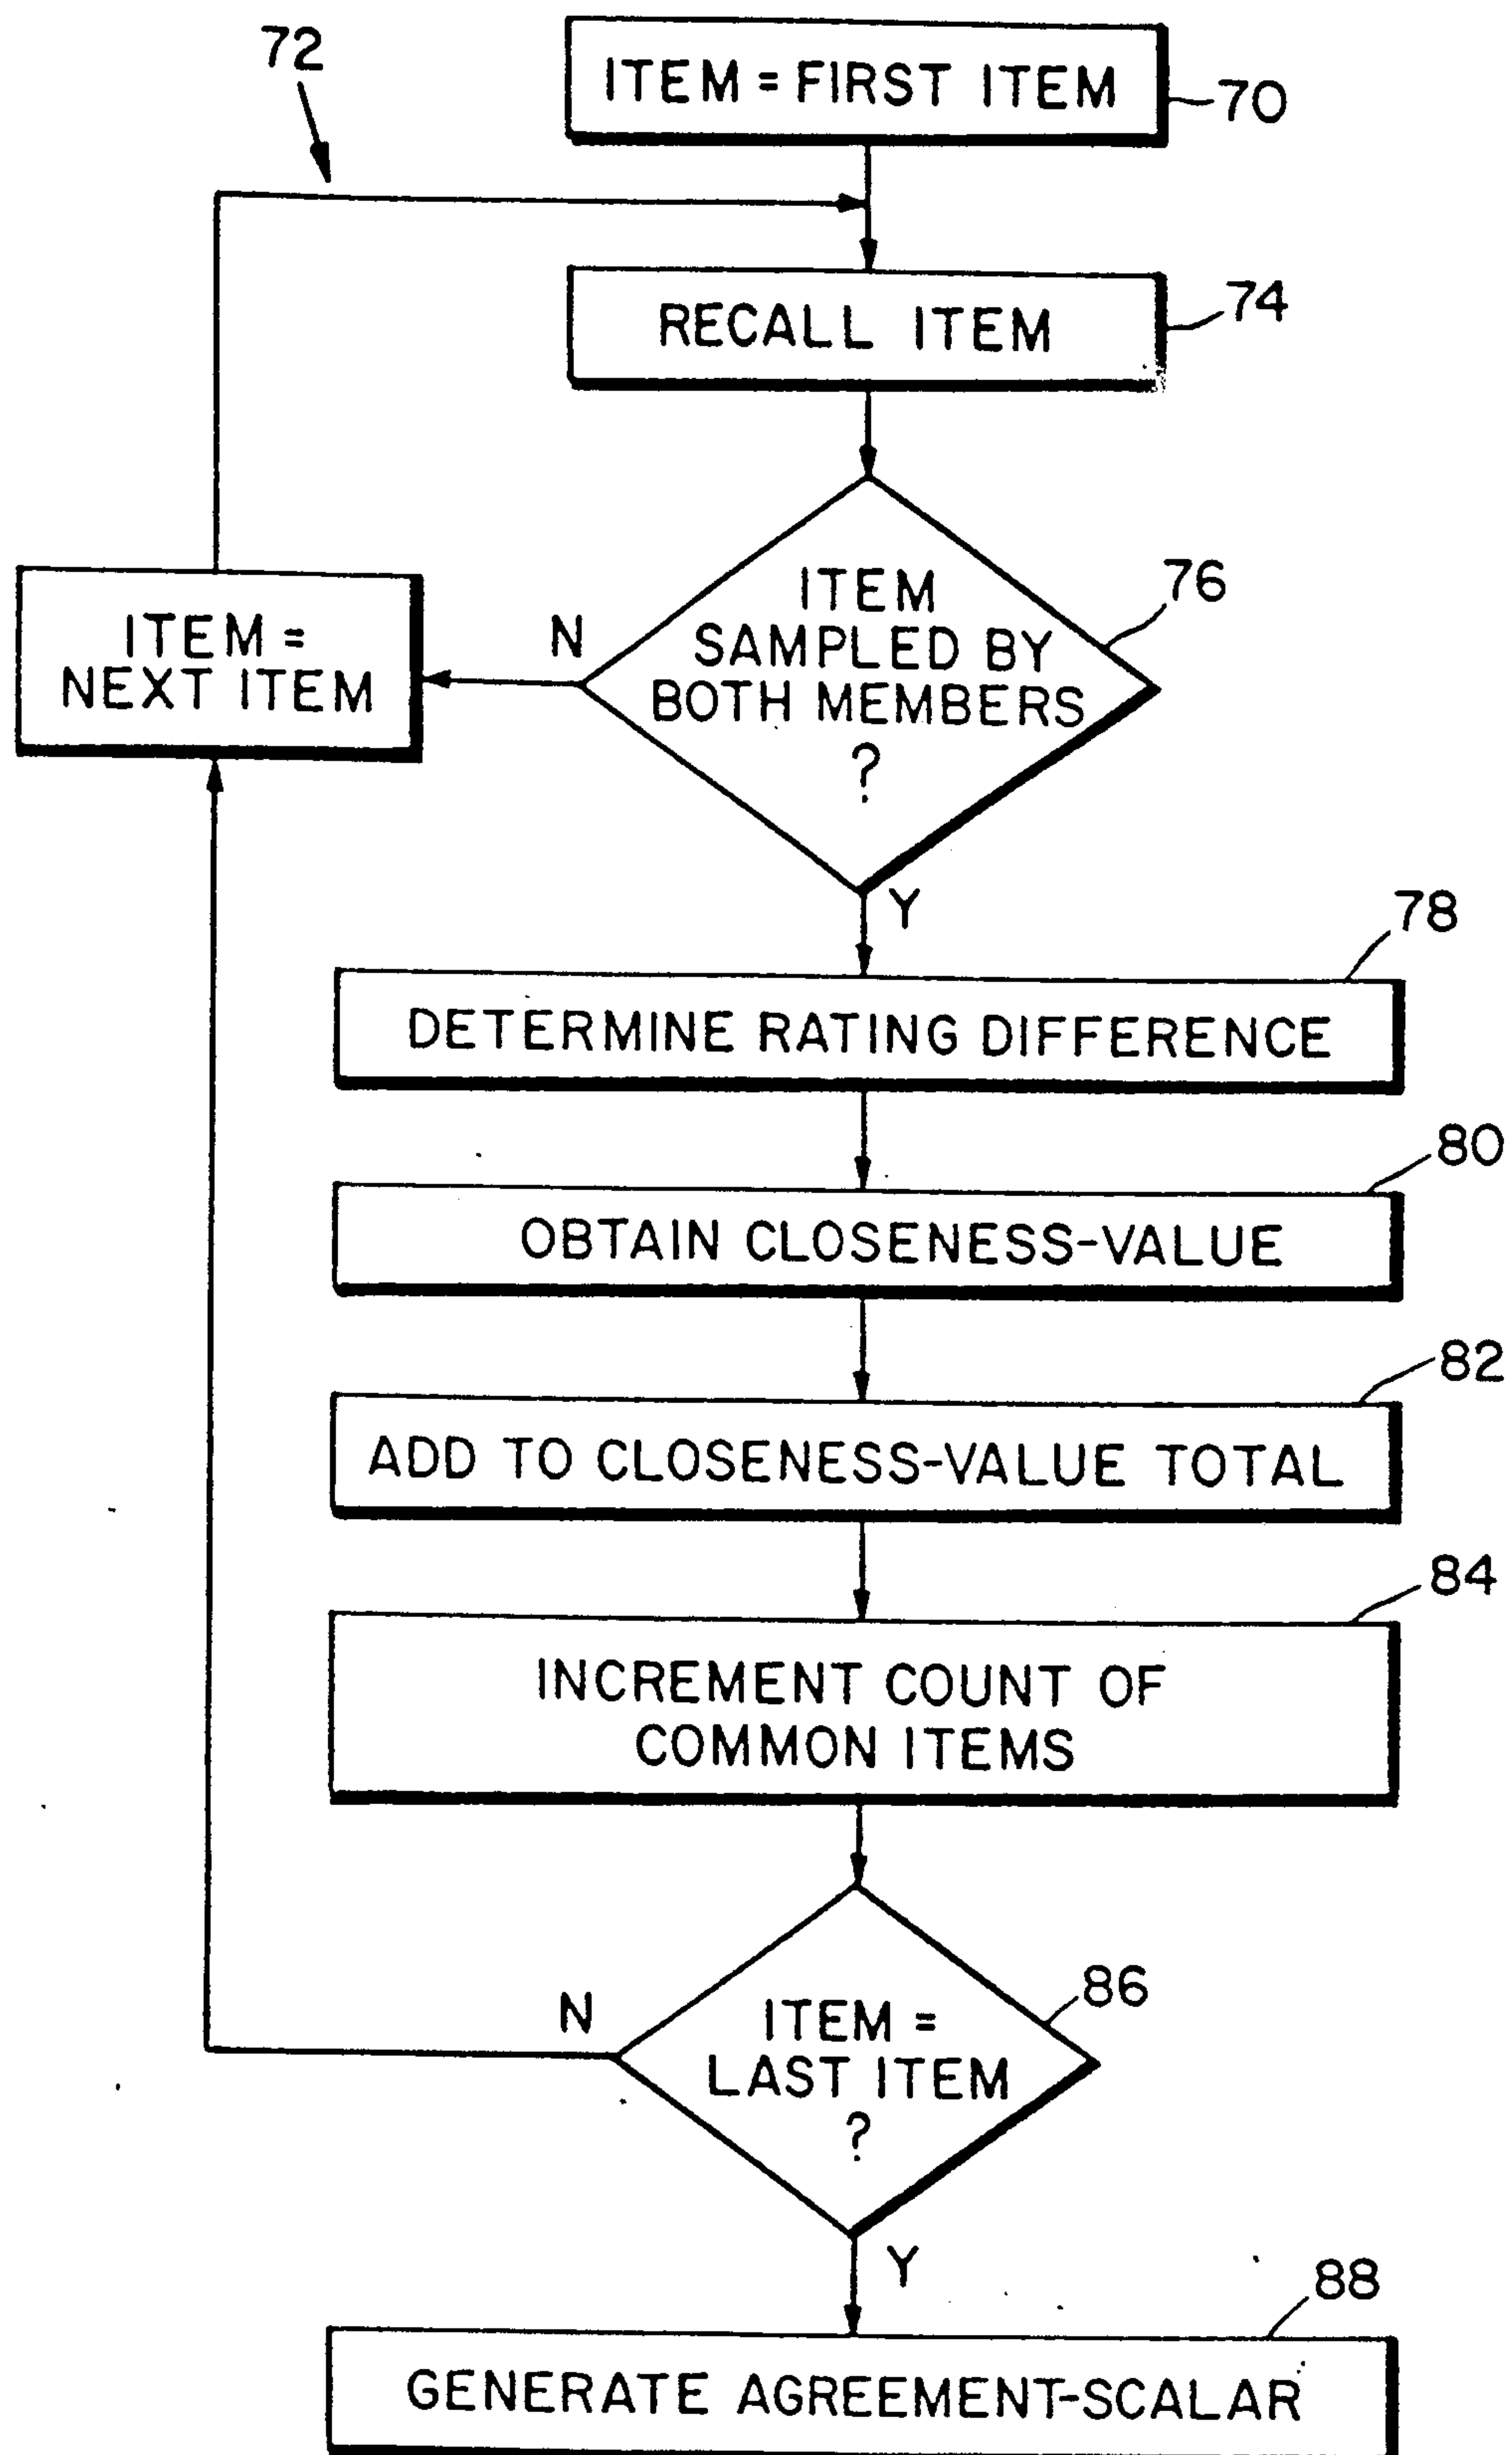 72
ITEM = FIRST ITEM
70
RECALL ITEM
74
ITEM
SAMPLED BY
BOTH MEMBERS
?
76
N
ITEM =
NEXT ITEM
Y
78
DETERMINE RATING DIFFERENCE
80
OBTAIN CLOSENESS-VALUE
82
ADD TO CLOSENESS-VALUE TOTAL
84
INCREMENT COUNT OF
COMMON ITEMS
86
N
ITEM =
LAST ITEM
?
Y
88
GENERATE AGREEMENT-SCALAR